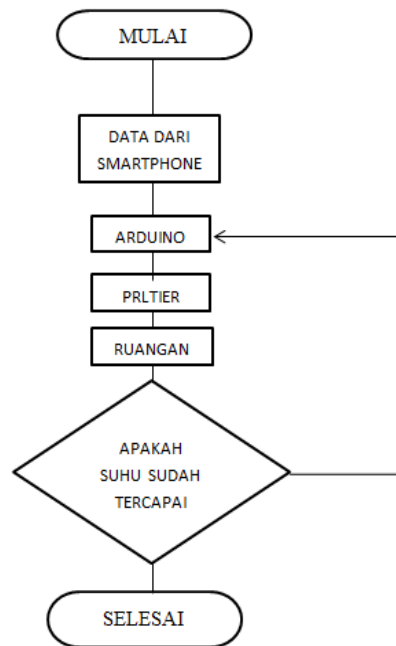 MULAI
DATA DARI
SMARTPHONE
ARDUINO
PRLTIER
RUANGAN
APAKAH
SUHU SUDAH
TERCAPAI
SELESAI